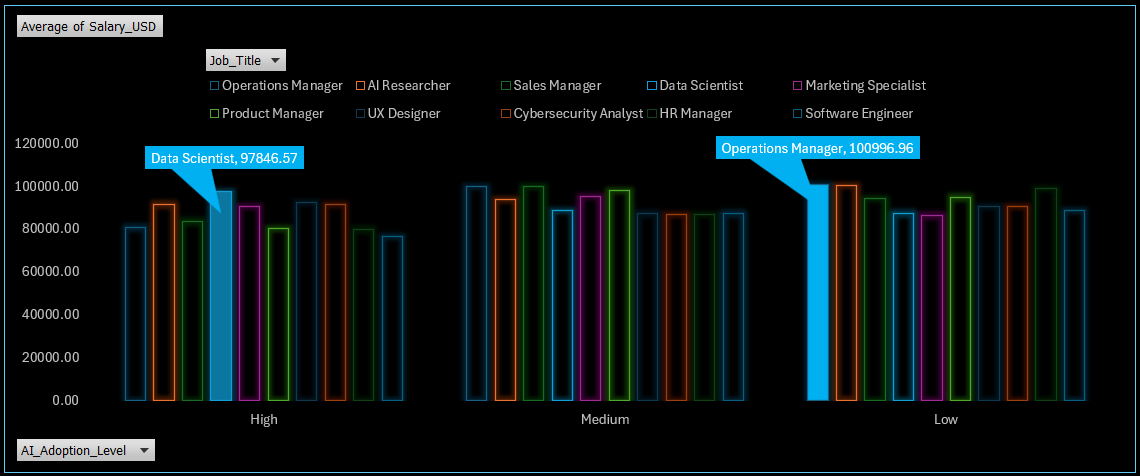 Average of Salary_USD
Job_Title
Operations Manager AI Researcher Sales Manager Data Scientist Marketing Specialist
Product Manager UX Designer Cybersecurity Analyst HR Manager Software Engineer
120000.00
Data Scientist, 97846.57
Operations Manager, 100996.96
100000.00
80000.00
60000.00
40000.00
20000.00
0.00
High Medium Low
AI_Adoption_Level